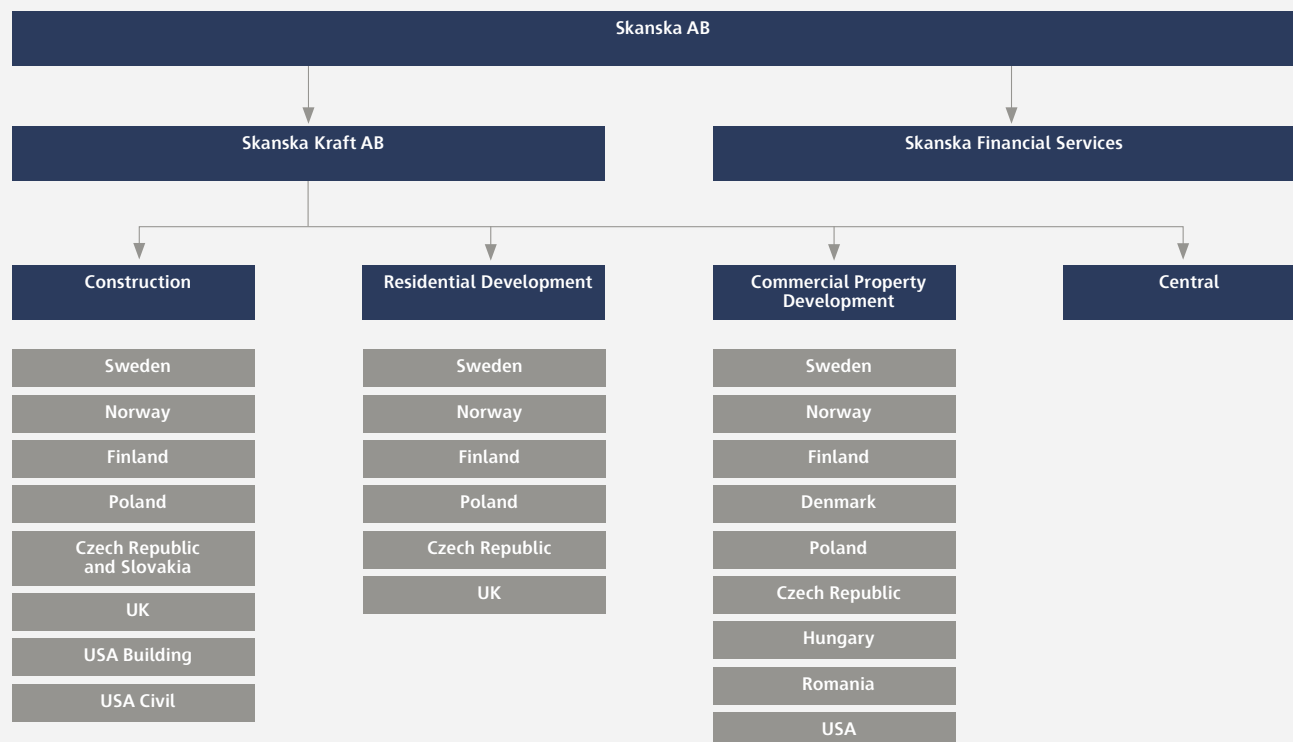 Skanska AB
Skanska Kraft AB
Skanska Financial Services
Construction
Residential Development
Commercial Property
Development
Central
Sweden
Norway
Finland
Poland
Czech Republic
and Slovakia
UK
USA Building
USA Civil
Sweden
Norway
Finland
Poland
Czech Republic
UK
Sweden
Norway
Finland
Denmark
Poland
Czech Republic
Hungary
Romania
USA